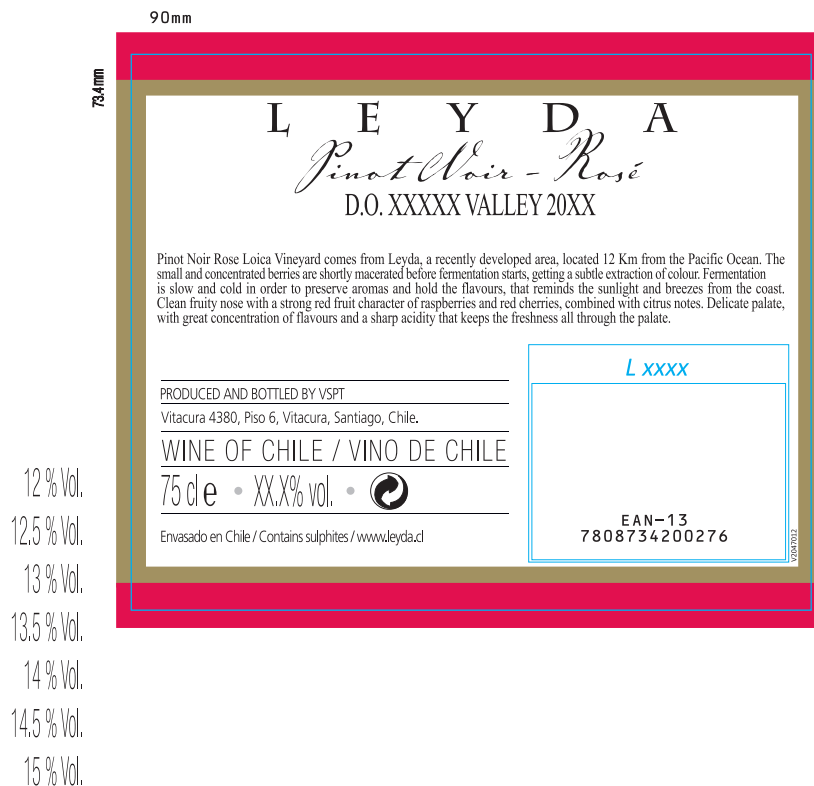 90mm
73.4mm
L E Y D A
Pinot Noir - Rosé
D.O. XXXXX VALLEY 20XX
Pinot Noir Rose Loica Vineyard comes from Leyda, a recently developed area, located 12 Km from the Pacific Ocean. The
small and concentrated berries are shortly macerated before fermentation starts, getting a subtle extraction of colour. Fermentation
is slow and cold in order to preserve aromas and hold the flavours, that reminds the sunlight and breezes from the coast.
Clean fruity nose with a strong red fruit character of raspberries and red cherries, combined with citrus notes. Delicate palate,
with great concentration of flavours and a sharp acidity that keeps the freshness all through the palate.
L xxxx
PRODUCED AND BOTTLED BY VSPT
Vitacura 4380, Piso 6, Vitacura, Santiago, Chile.
WINE OF CHILE / VINO DE CHILE
75 cl e • XX.X% vol. •
Envasado en Chile / Contains sulphites / www.leyda.cl
EAN-13
7808734200276
V2047012
12 % Vol.
12.5 % Vol.
13 % Vol.
13.5 % Vol.
14 % Vol.
14.5 % Vol.
15 % Vol.